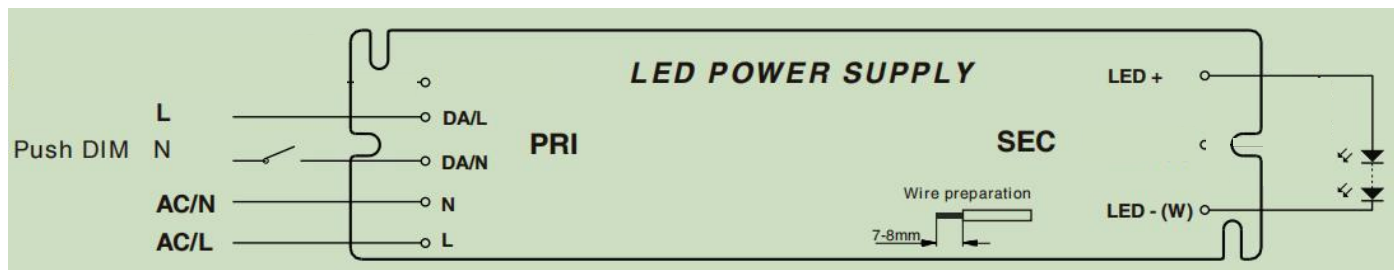 LED POWER SUPPLY
LED +
L
DA/L
Push DIM N
DA/N
PRI
SEC
AC/N
N
Wire preparation
LED - (W)
AC/L
L
7-8mm